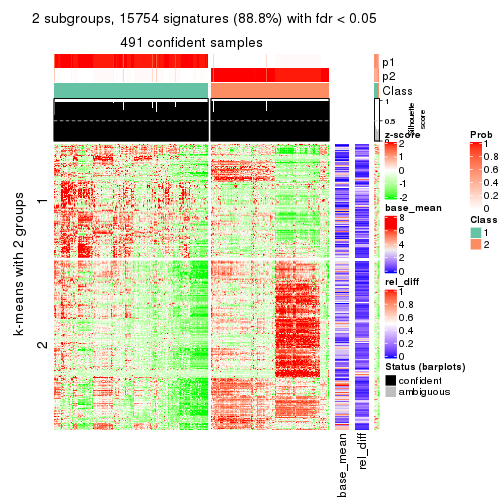 2 subgroups, 15754 signatures (88.8%) with fdr < 0.05
491 confident samples
p1
p2
Class
1
0.5
0
Silhouette
score
k-means with 2 groups
1
2
z-score
2
1
0
-1
-2
base_mean
8
6
4
2
0
rel_diff
1
0.8
0.6
0.4
0.2
0
Status (barplots)
confident
ambiguous
Prob
1
0.8
0.6
0.4
0.2
0
Class
1
2
base_mean
rel_diff